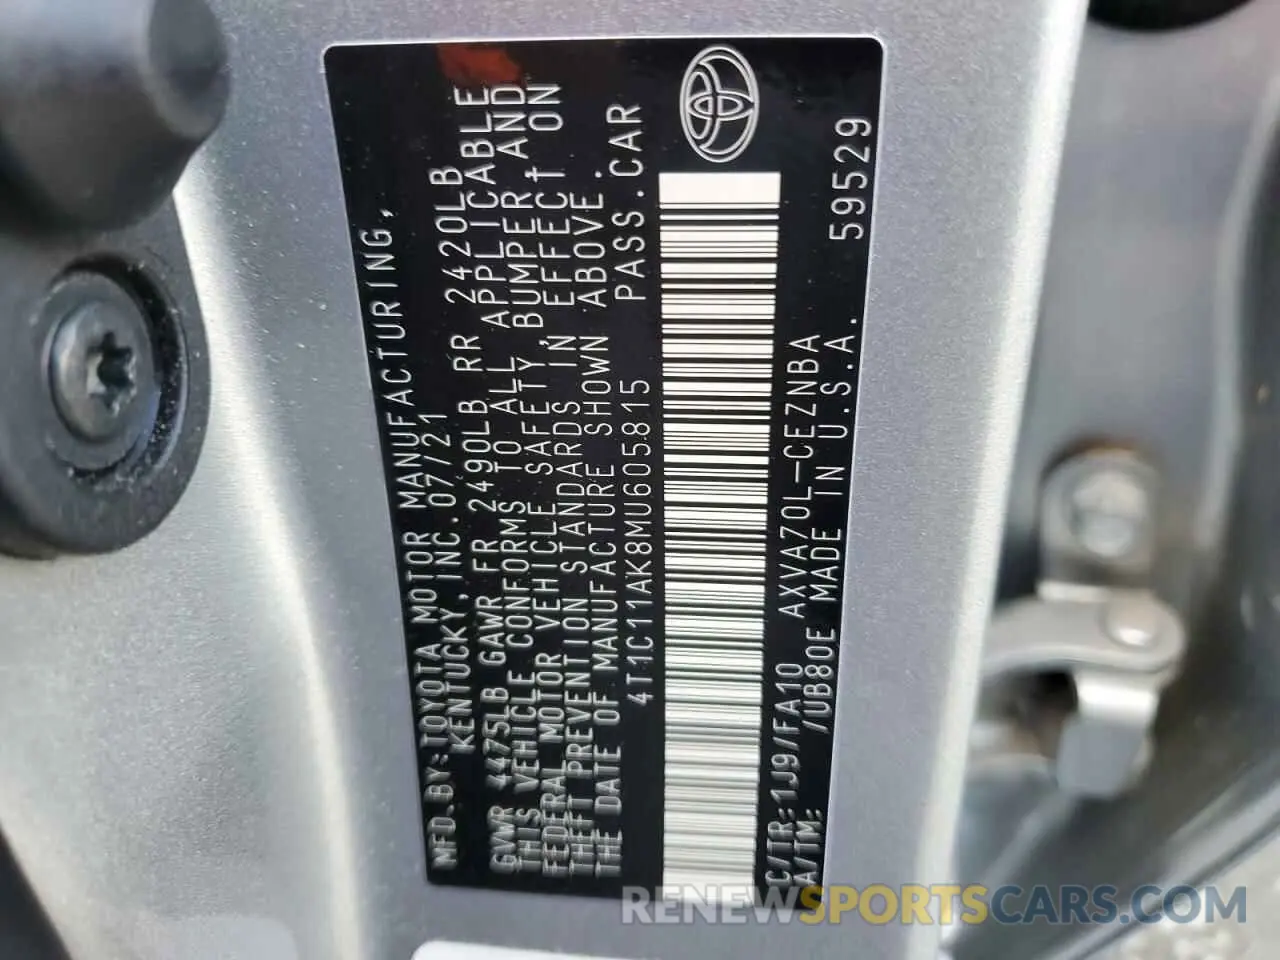 MFD.BY:TOYOTA MOTOR MANUFACTURING,
KENTUCKY,INC.07/21
GVWR 4475LB GAWR FR 2490LB RR 2420LB
THIS VEHICLE CONFORMS TO ALL APPLICABLE
FEDERAL MOTOR VEHICLE SAFETY,BUMPER,AND
THEFT PREVENTION STANDARDS IN EFFECT ON
THE DATE OF MANUFACTURE SHOWN ABOVE.
4T1C11AK8MU605815 PASS.CAR
C/TR:1J9/FA10 AXVA70L-CEZNBA 59529
A/TM: /UB80E MADE IN U.S.A.
RENEWSPORTSCARS.COM